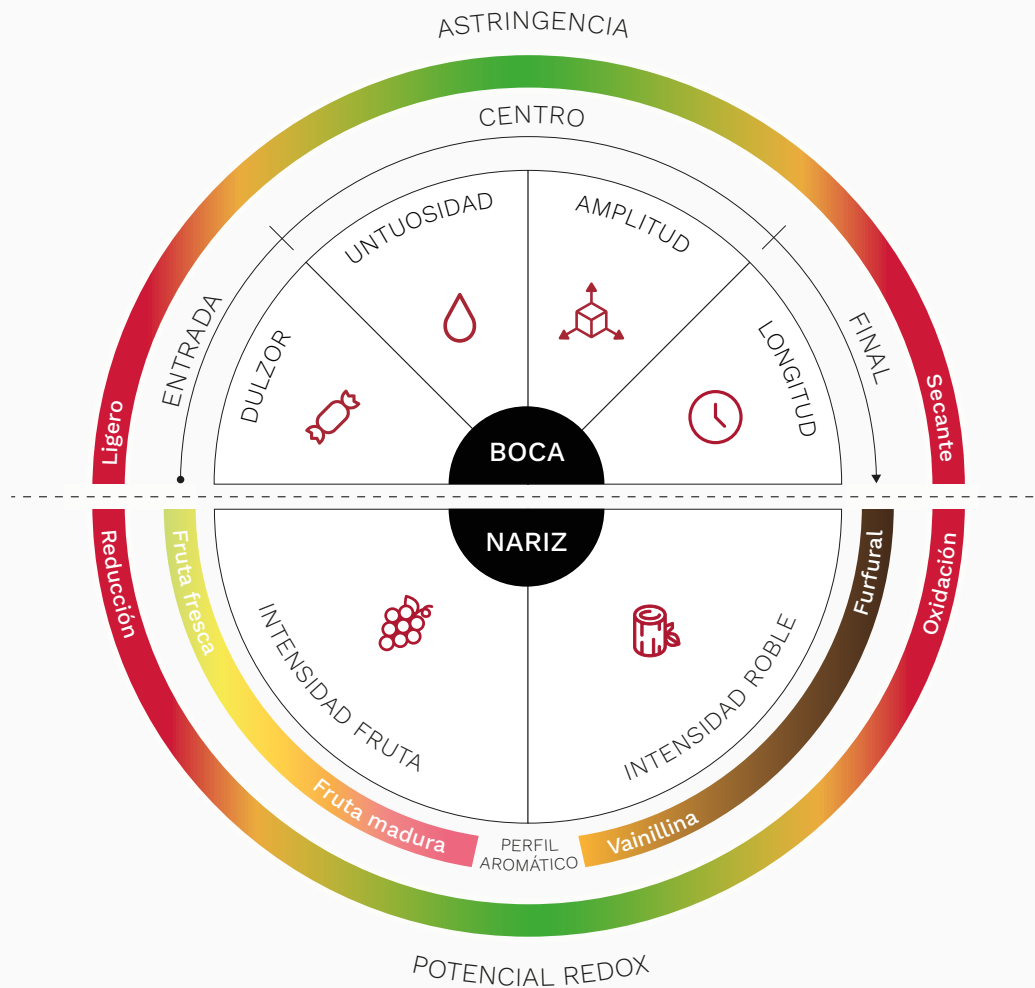 ASTRINGENCIA
CENTRO
UNTUOSIDAD
AMPLITUD
ENTRADA
DULZOR
LONGITUD
FINAL
Ligero
Secante
BOCA
NARIZ
Reducción
Fruta fresca
Furfural
Oxidación
INTENSIDAD FRUTA
INTENSIDAD ROBLE
Fruta madura
Vainillina
PERFIL
AROMÁTICO
POTENCIAL REDOX